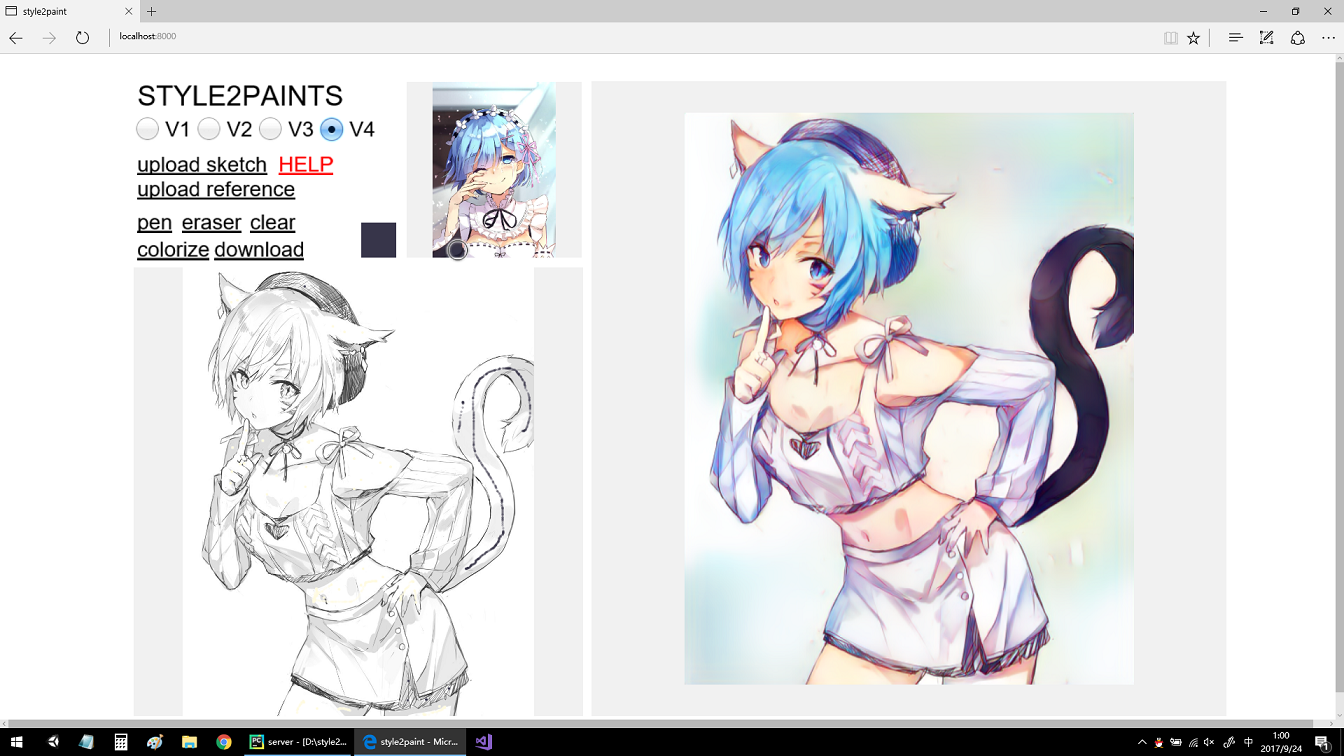 style2paint
localhost:8000
STYLE2PAINTS
V1 V2 V3 V4
upload sketch HELP
upload reference
pen eraser clear
colorize download
server - [D:\style2...
style2paint - Micr...
中
1:00
2017/9/24